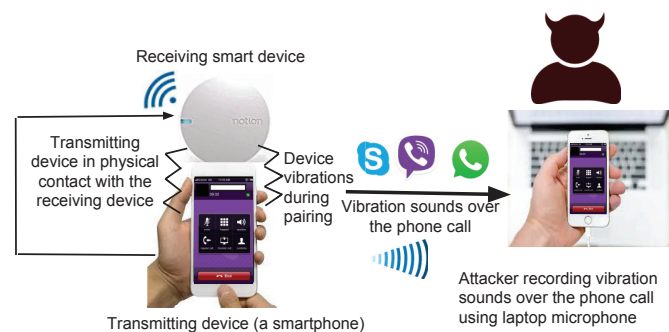 Receiving smart device
notion
Transmitting
device in physical
contact with the
receiving device
Device
vibrations
during
pairing
Vibration sounds over
the phone call
Attacker recording vibration
sounds over the phone call
using laptop microphone
Transmitting device (a smartphone)